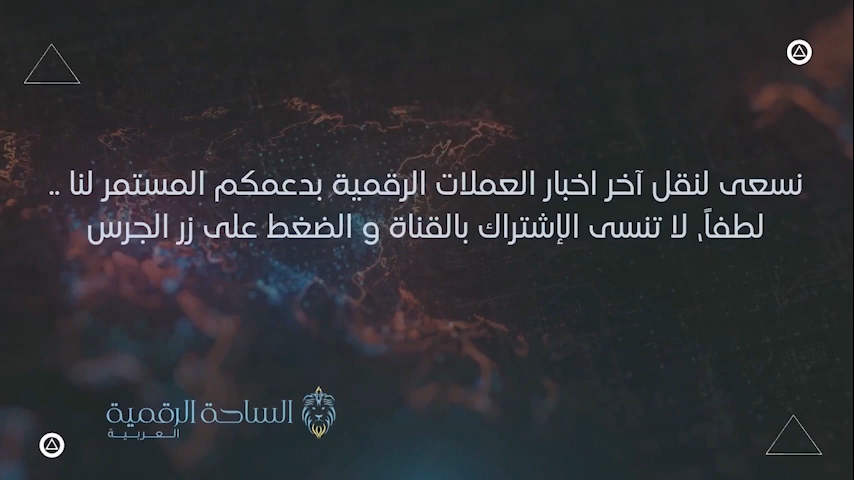 نسعى لنقل آخر اخبار العملات الرقمية بدعمكم المستمر لنا ..
لطفاً، لا تنسى الإشتراك بالقناة و الضغط على زر الجرس
الساحة الرقمية
العربية